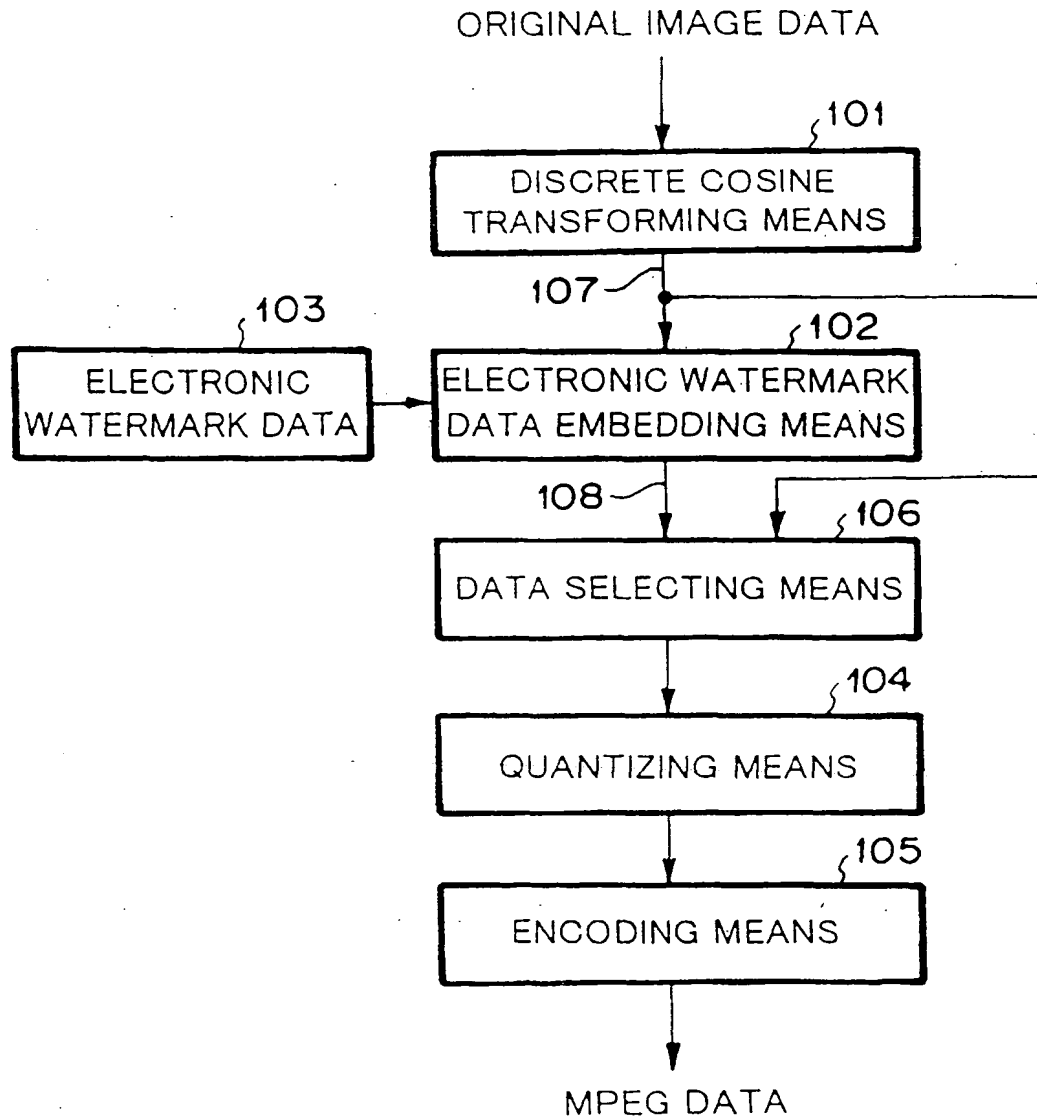 ORIGINAL IMAGE DATA
101
DISCRETE COSINE
TRANSFORMING MEANS
107
103
102
ELECTRONIC
WATERMARK DATA
ELECTRONIC WATERMARK
DATA EMBEDDING MEANS
108
106
DATA SELECTING MEANS
104
QUANTIZING MEANS
105
ENCODING MEANS
MPEG DATA